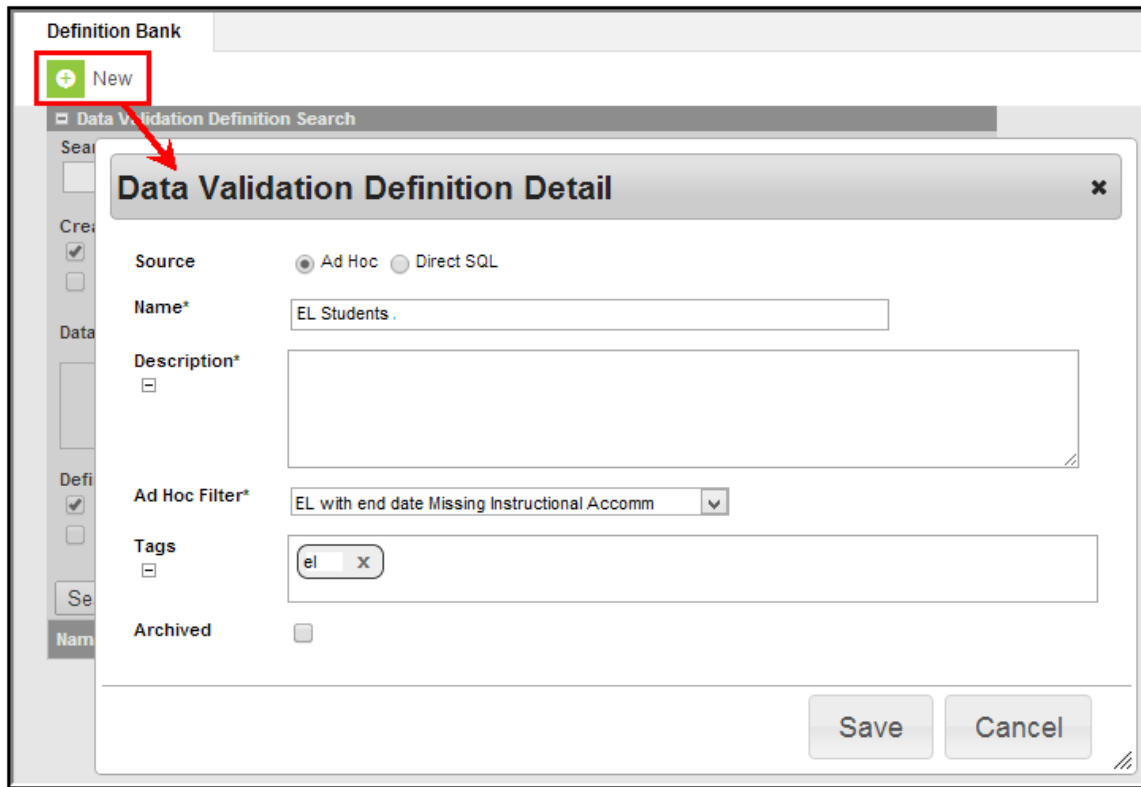 Definition Bank
New
Data Validation Definition Search
Data Validation Definition Detail
Source Ad Hoc Direct SQL
Name* EL Students .
Description*
Ad Hoc Filter* EL with end date Missing Instructional Accomm
Tags
el x
Archived
Save Cancel